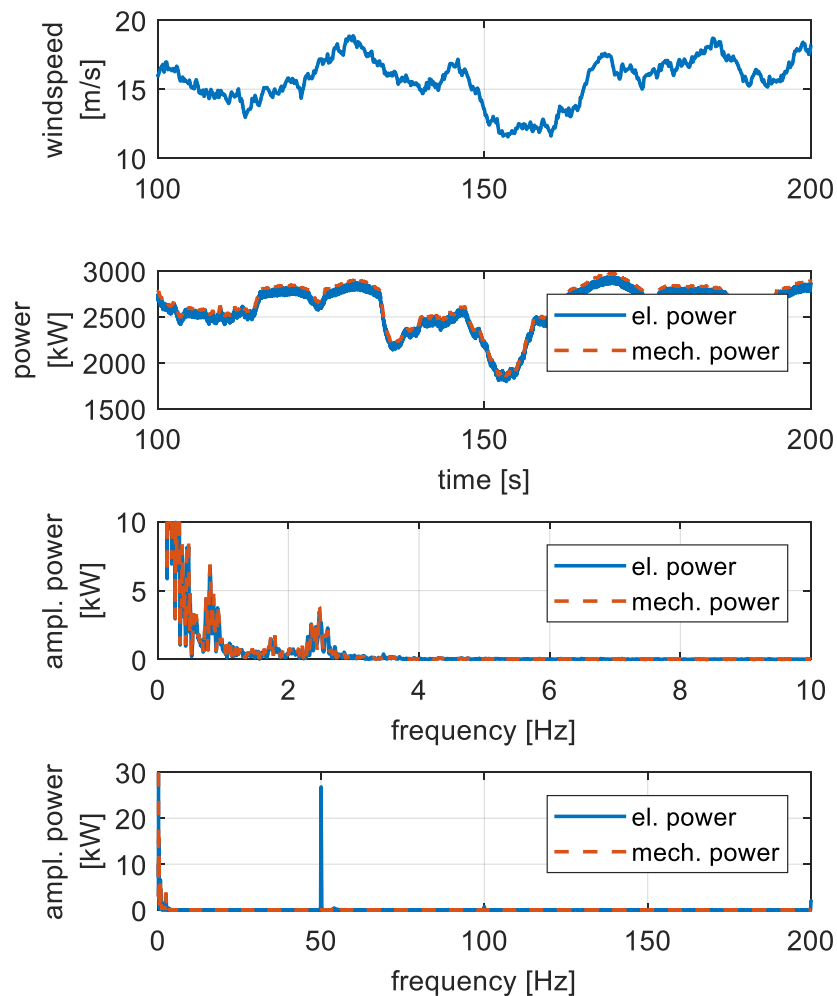 windspeed
[m/s]
20
15
10
100
150
200
power
[kW]
3000
2500
2000
1500
el. power
mech. power
100
150
200
time [s]
ampl. power
[kW]
10
5
0
el. power
mech. power
0
2
4
6
8
10
frequency [Hz]
ampl. power
[kW]
30
20
10
0
el. power
mech. power
0
50
100
150
200
frequency [Hz]